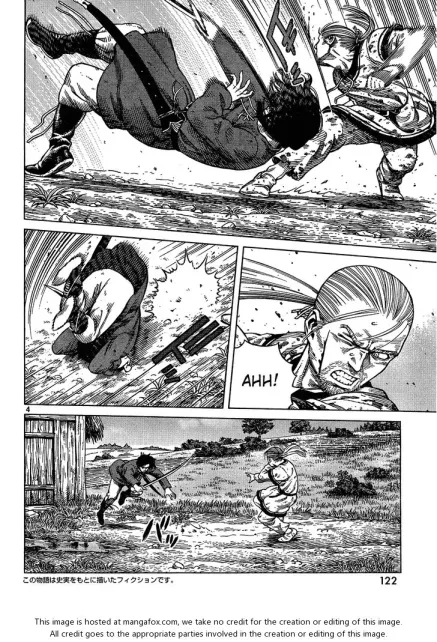 AHH!
4
バッ
この物語は史実をもとに描いたフィクションです。
122
This image is hosted at mangafox.com, we take no credit for the creation or editing of this image.
All credit goes to the appropriate parties involved in the creation or editing of this image.